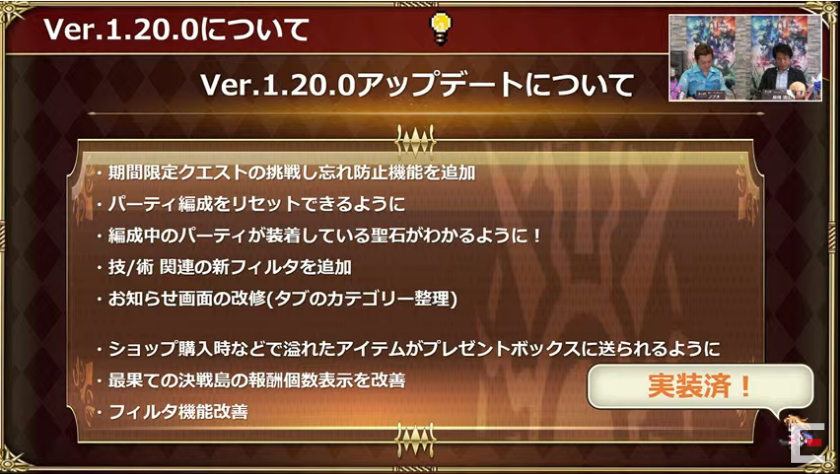 Ver.1.20.0について
Ver.1.20.0アップデートについて
・期間限定クエストの挑戦し忘れ防止機能を追加
・パーティ編成をリセットできるように
・編成中のパーティが装着している聖石がわかるように！
・技/術 関連の新フィルタを追加
・お知らせ画面の改修(タブのカテゴリー整理)
・ショップ購入時などで溢れたアイテムがプレゼントボックスに送られるように
・最果ての決戦島の報酬個数表示を改善
・フィルタ機能改善
実装済！